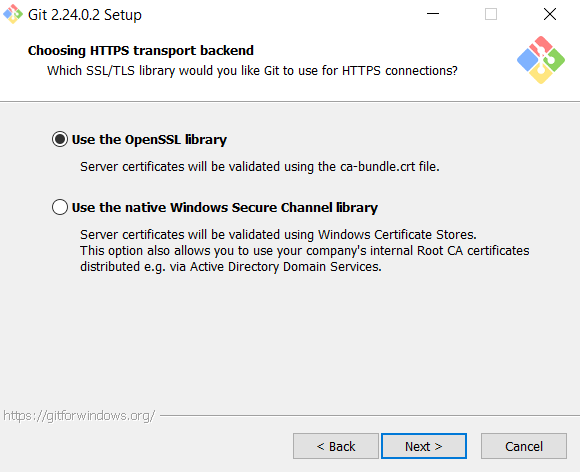 Git 2.24.0.2 Setup
Choosing HTTPS transport backend
Which SSL/TLS library would you like Git to use for HTTPS connections?
Use the OpenSSL library
Server certificates will be validated using the ca-bundle.crt file.
Use the native Windows Secure Channel library
Server certificates will be validated using Windows Certificate Stores.
This option also allows you to use your company's internal Root CA certificates
distributed e.g. via Active Directory Domain Services.
https://gitforwindows.org/
< Back
Next >
Cancel